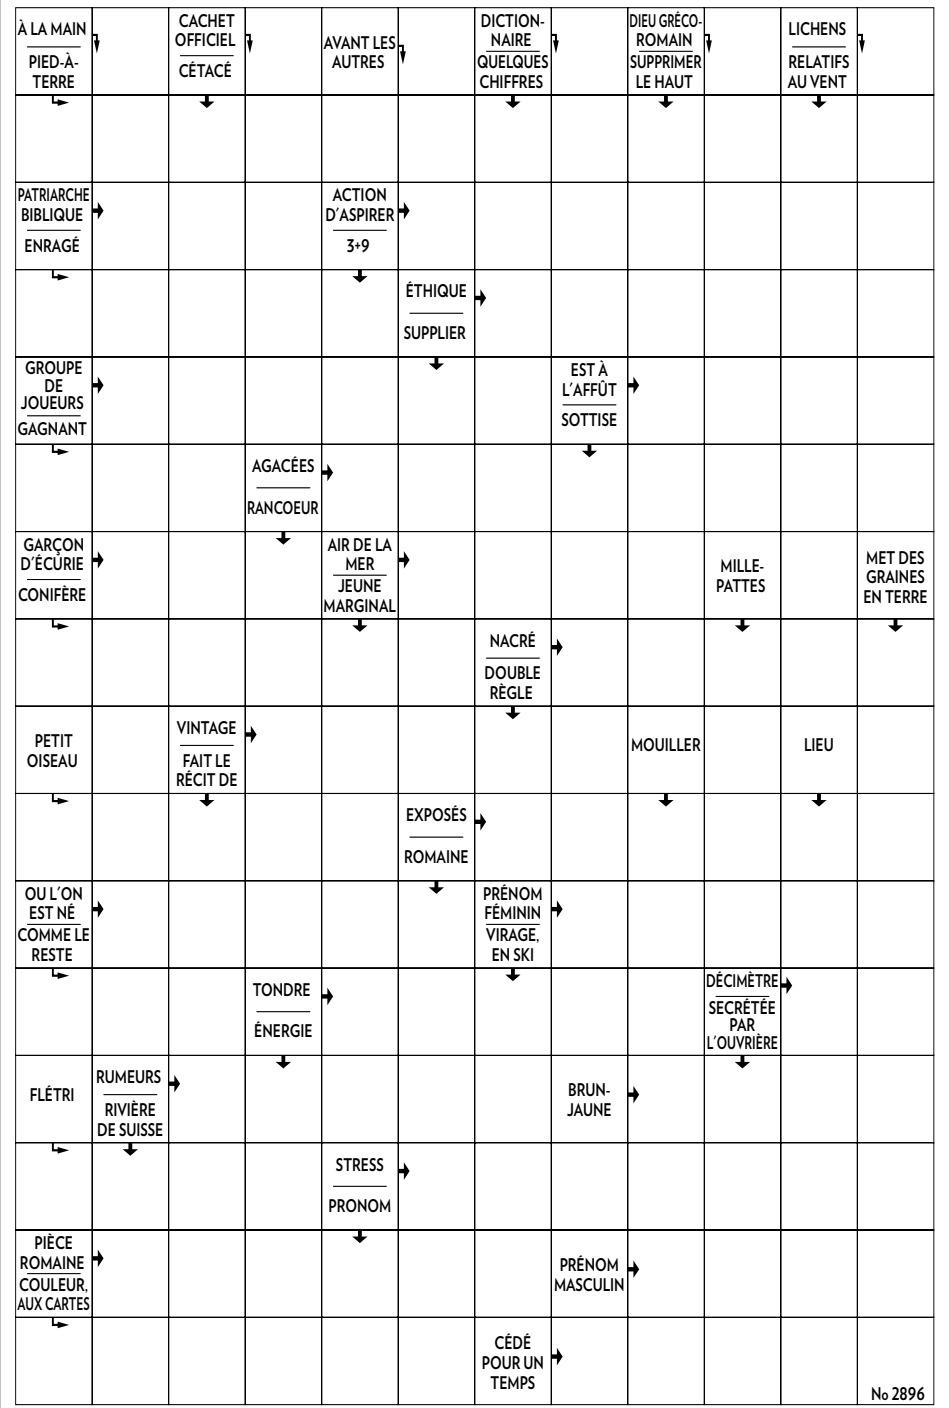 À LA MAIN
PIED-À-
TERRE
CACHET
OFFICIEL
CÉTACÉ
AVANT LES
AUTRES
DICTION-
NAIRE
QUELQUES
CHIFFRES
DIEU GRÉCO-
ROMAIN
SUPPRIMER
LE HAUT
LICHENS
RELATIFS
AU VENT
PATRIARCHE
BIBLIQUE
ENRAGÉ
ACTION
D'ASPIRER
3+9
ÉTHIQUE
SUPPLIER
GROUPE
DE
JOUEURS
GAGNANT
EST À
L'AFFÛT
SOTTISE
AGACÉES
RANCOEUR
GARÇON
D'ÉCURIE
CONIFÈRE
AIR DE LA
MER
JEUNE
MARGINAL
MILLE-
PATTES
MET DES
GRAINES
EN TERRE
NACRÉ
DOUBLE
RÈGLE
PETIT
OISEAU
VINTAGE
FAIT LE
RÉCIT DE
MOUILLER
LIEU
EXPOSÉS
ROMAINE
OU L'ON
EST NÉ
COMME LE
RESTE
PRÉNOM
FÉMININ
VIRAGE,
EN SKI
TONDRE
ÉNERGIE
DÉCIMÈTRE
SECRÉTÉE
PAR
L'OUVRIÈRE
FLÉTRI
RUMEURS
RIVIÈRE
DE SUISSE
BRUN-
JAUNE
STRESS
PRONOM
PIÈCE
ROMAINE
COULEUR,
AUX CARTES
PRÉNOM
MASCULIN
CÉDÉ
POUR UN
TEMPS
No 2896